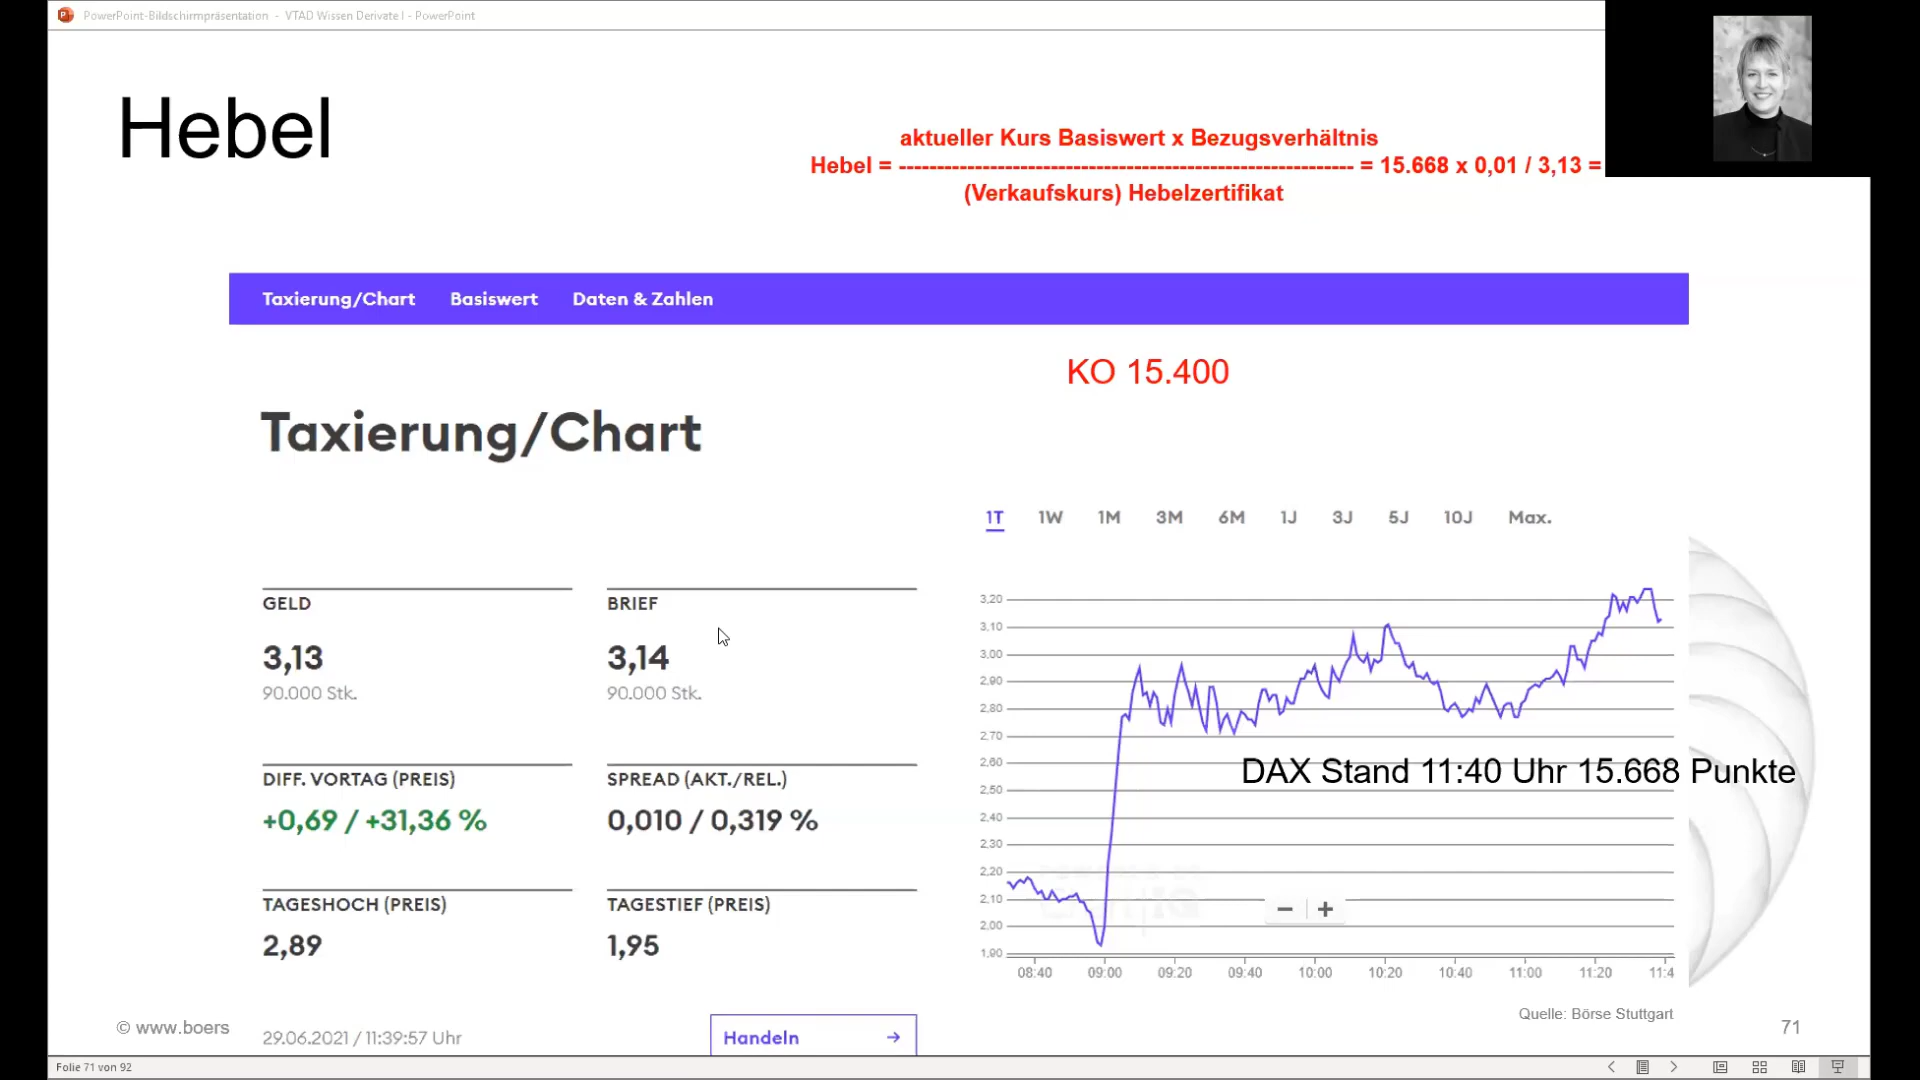 PowerPoint-Bildschirmpräsentation - VTAD Wissen Derivate I - PowerPoint
Hebel
aktueller Kurs Basiswert x Bezugsverhältnis
Hebel = ------------------------------------------------------------------------- = 15.668 x 0,01 / 3,13 =
(Verkaufskurs) Hebelzertifikat
Taxierung/Chart Basiswert Daten & Zahlen
KO 15.400
Taxierung/Chart
1T 1W 1M 3M 6M 1J 3J 5J 10J Max.
GELD BRIEF
3,13 3,14
90.000 Stk. 90.000 Stk.
DIFF. VORTAG (PREIS) SPREAD (AKT./REL.)
+0,69 / +31,36 % 0,010 / 0,319 %
TAGESHOCH (PREIS) TAGESTIEF (PREIS)
2,89 1,95
3,20
3,10
3,00
2,90
2,80
2,70
2,60
DAX Stand 11:40 Uhr 15.668 Punkte
2,50
2,40
2,30
2,20
2,10
2,00
1,90
− +
08:40 09:00 09:20 09:40 10:00 10:20 10:40 11:00 11:20 11:4
Quelle: Börse Stuttgart
© www.boers
29.06.2021 / 11:39:57 Uhr
Handeln →
71
Folie 71 von 92